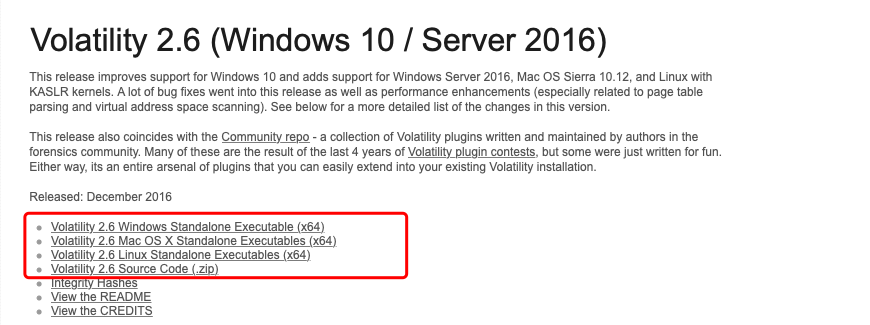 Volatility 2.6 (Windows 10 / Server 2016)
This release improves support for Windows 10 and adds support for Windows Server 2016, Mac OS Sierra 10.12, and Linux with
KASLR kernels. A lot of bug fixes went into this release as well as performance enhancements (especially related to page table
parsing and virtual address space scanning). See below for a more detailed list of the changes in this version.
This release also coincides with the Community repo - a collection of Volatility plugins written and maintained by authors in the
forensics community. Many of these are the result of the last 4 years of Volatility plugin contests, but some were just written for fun.
Either way, its an entire arsenal of plugins that you can easily extend into your existing Volatility installation.
Released: December 2016
Volatility 2.6 Windows Standalone Executable (x64)
Volatility 2.6 Mac OS X Standalone Executables (x64)
Volatility 2.6 Linux Standalone Executables (x64)
Volatility 2.6 Source Code (.zip)
Integrity Hashes
View the README
View the CREDITS